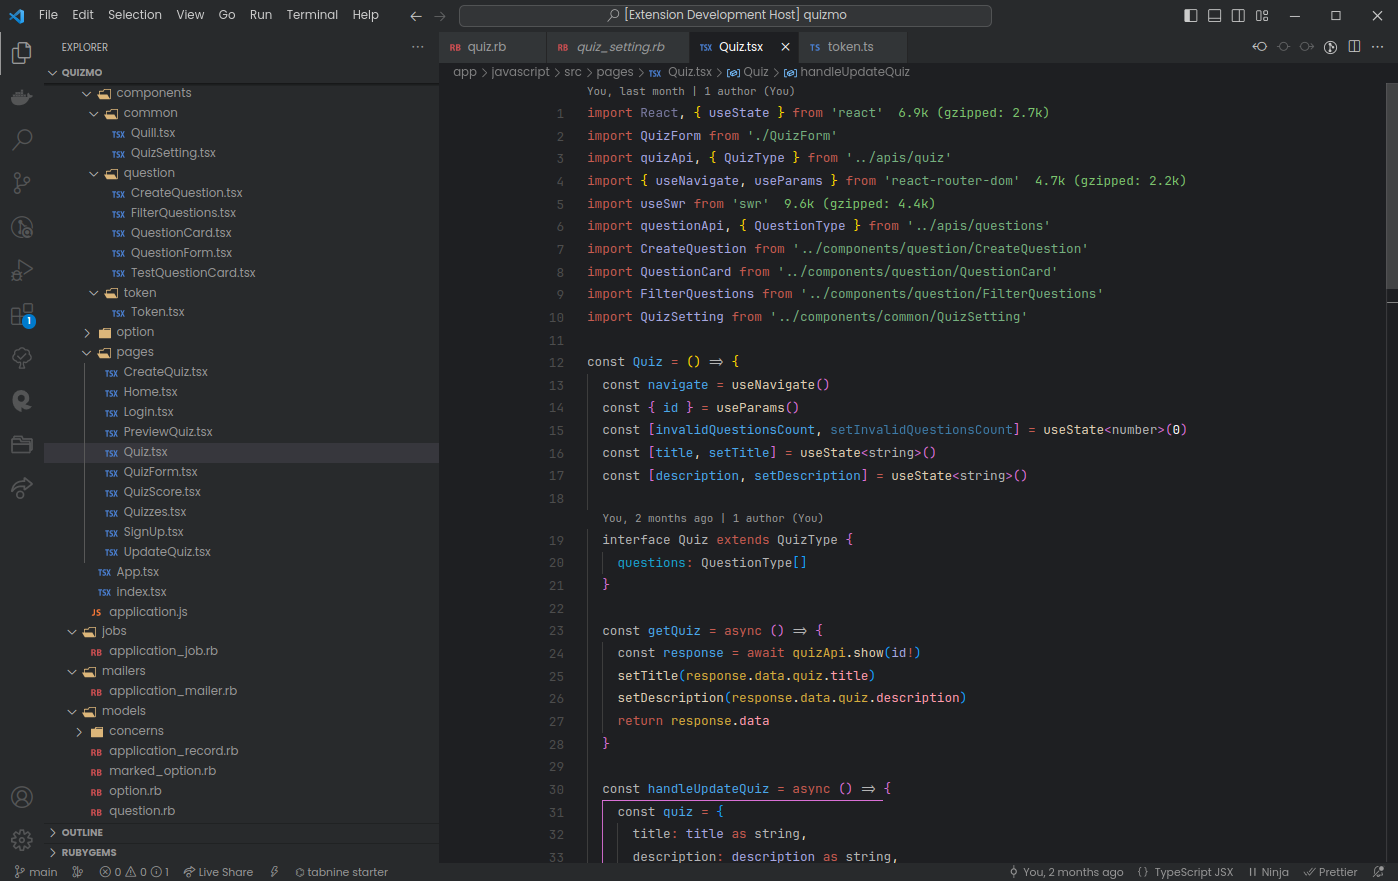 File Edit Selection View Go Run Terminal Help
[Extension Development Host] quizmo
EXPLORER
QUIZMO
components
common
TSX Quill.tsx
TSX QuizSetting.tsx
question
TSX CreateQuestion.tsx
TSX FilterQuestions.tsx
TSX QuestionCard.tsx
TSX QuestionForm.tsx
TSX TestQuestionCard.tsx
token
TSX Token.tsx
option
pages
TSX CreateQuiz.tsx
TSX Home.tsx
TSX Login.tsx
TSX PreviewQuiz.tsx
TSX Quiz.tsx
TSX QuizForm.tsx
TSX QuizScore.tsx
TSX Quizzes.tsx
TSX SignUp.tsx
TSX UpdateQuiz.tsx
TSX App.tsx
TSX index.tsx
JS application.js
jobs
RB application_job.rb
mailers
RB application_mailer.rb
models
concerns
RB application_record.rb
RB marked_option.rb
RB option.rb
RB question.rb
OUTLINE
RUBYGEMS
1
RB quiz.rb
RB quiz_setting.rb
TSX Quiz.tsx
TS token.ts
app > javascript > src > pages > TSX Quiz.tsx > Quiz > handleUpdateQuiz
You, last month | 1 author (You)
1 import React, { useState } from 'react' 6.9k (gzipped: 2.7k)
2 import QuizForm from './QuizForm'
3 import quizApi, { QuizType } from '../apis/quiz'
4 import { useNavigate, useParams } from 'react-router-dom' 4.7k (gzipped: 2.2k)
5 import useSwr from 'swr' 9.6k (gzipped: 4.4k)
6 import questionApi, { QuestionType } from '../apis/questions'
7 import CreateQuestion from '../components/question/CreateQuestion'
8 import QuestionCard from '../components/question/QuestionCard'
9 import FilterQuestions from '../components/question/FilterQuestions'
10 import QuizSetting from '../components/common/QuizSetting'
11
12 const Quiz = () => {
13 const navigate = useNavigate()
14 const { id } = useParams()
15 const [invalidQuestionsCount, setInvalidQuestionsCount] = useState<number>(0)
16 const [title, setTitle] = useState<string>()
17 const [description, setDescription] = useState<string>()
18
You, 2 months ago | 1 author (You)
19 interface Quiz extends QuizType {
20 questions: QuestionType[]
21 }
22
23 const getQuiz = async () => {
24 const response = await quizApi.show(id!)
25 setTitle(response.data.quiz.title)
26 setDescription(response.data.quiz.description)
27 return response.data
28 }
29
30 const handleUpdateQuiz = async () => {
31 const quiz = {
32 title: title as string,
33 description: description as string,
main 0 0 1 Live Share tabnine starter
You, 2 months ago {} TypeScript JSX Ninja Prettier